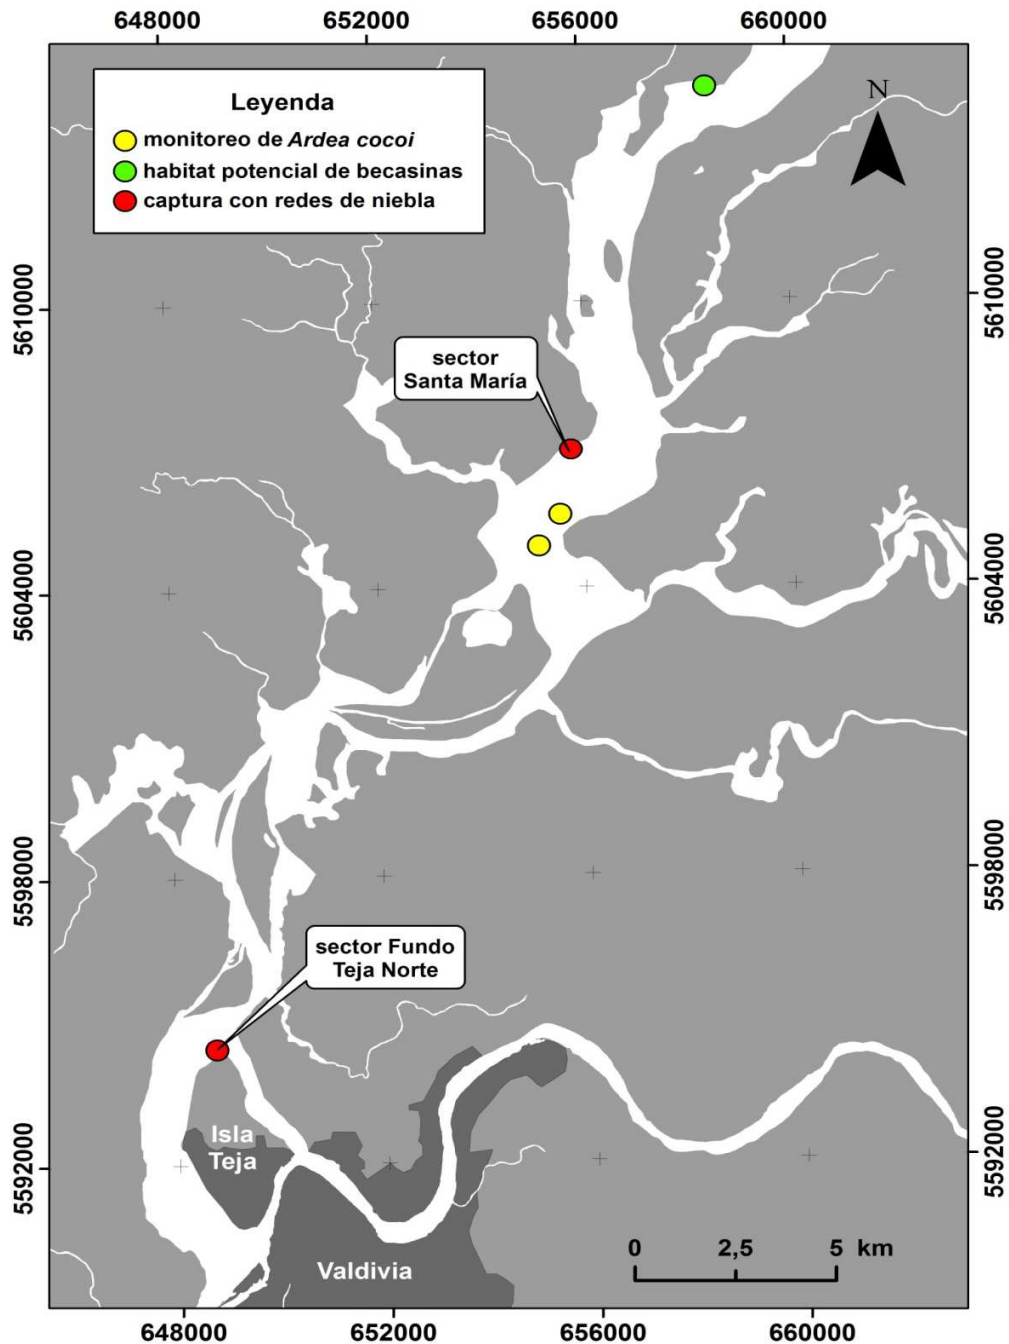 648000
652000
656000
660000
Leyenda
monitoreo de Ardea cocoi
habitat potencial de becasinas
captura con redes de niebla
N
5610000
5610000
sector
Santa María
5604000
5604000
5598000
5598000
sector Fundo
Teja Norte
Isla
Teja
5592000
5592000
Valdivia
0 2,5 5 km
648000
652000
656000
660000